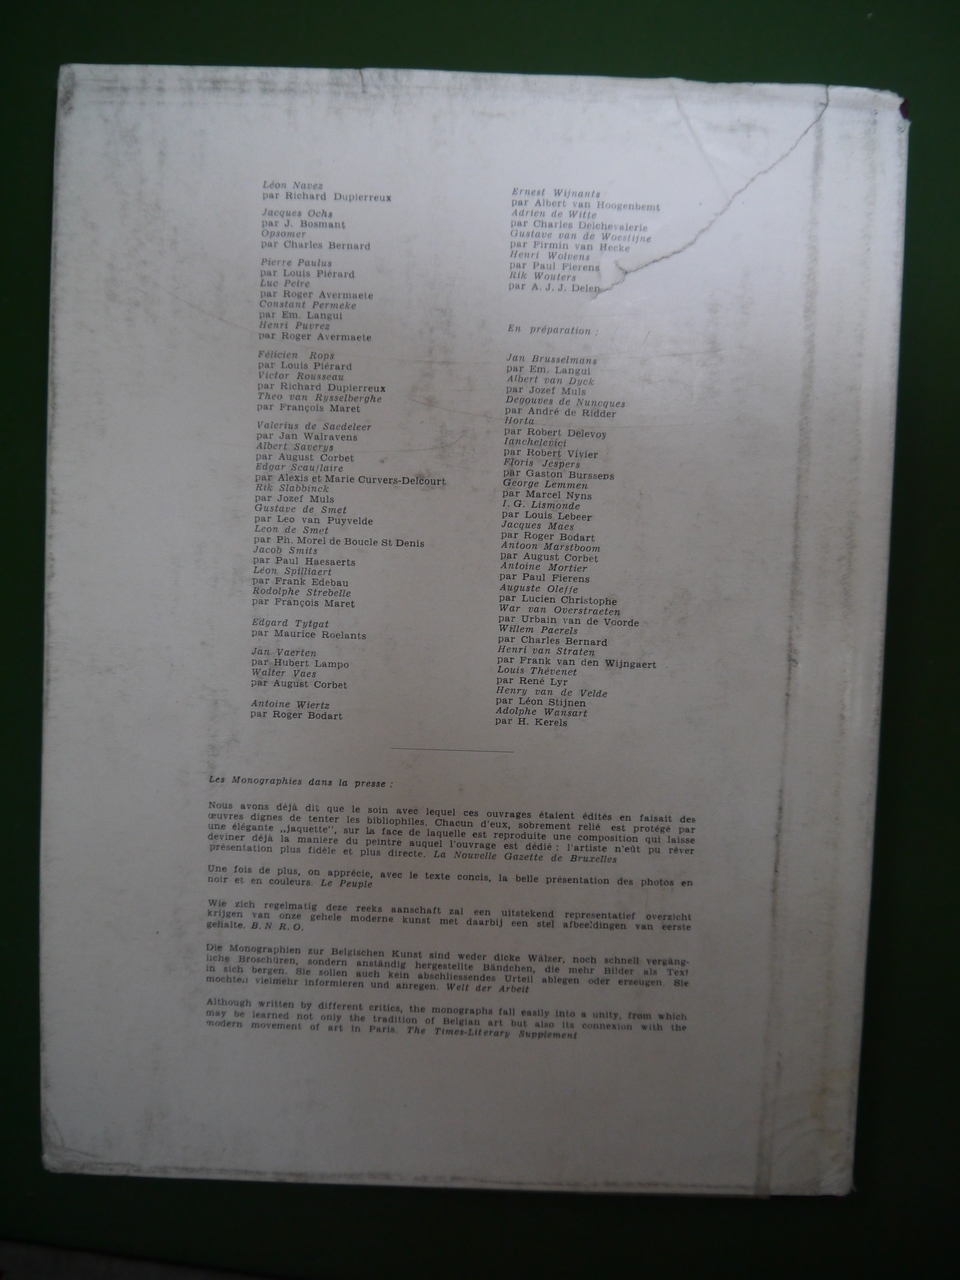 Léon Navez
par Richard Dupierreux
Jacques Ochs
par J. Bosmant
Opsomer
par Charles Bernard
Pierre Paulus
par Louis Piérard
Luc Peire
par Roger Avermaete
Constant Permeke
par Em. Langui
Henri Puvrez
par Roger Avermaete
Félicien Rops
par Louis Piérard
Victor Rousseau
par Richard Dupierreux
Theo van Rysselberghe
par François Maret
Valerius de Saedeleer
par Jan Walravens
Albert Saverys
par August Corbet
Edgar Scauflaire
par Alexis et Marie Curvers-Delcourt
Rik Slabbinck
par Jozef Muls
Gustave de Smet
par Leo van Puyvelde
Leon de Smet
par Ph. Morel de Boucle St Denis
Jacob Smits
par Paul Haesaerts
Léon Spilliaert
par Frank Edebau
Rodolphe Strebelle
par François Maret
Edgard Tytgat
par Maurice Roelants
Jan Vaerten
par Hubert Lampo
Walter Vaes
par August Corbet
Antoine Wiertz
par Roger Bodart
Ernest Wijnants
par Albert van Hoogenbemt
Adrien de Witte
par Charles Delchevalerie
Gustave van de Woestijne
par Firmin van Hecke
Henri Wolvens
par Paul Fierens
Rik Wouters
par A. J. J. Delen
En préparation :
Jan Brusselmans
par Em. Langui
Albert van Dyck
par Jozef Muls
Degouves de Nuncques
par André de Ridder
Horta
par Robert Delevoy
Ianchelevici
par Robert Vivier
Floris Jespers
par Gaston Burssens
George Lemmen
par Marcel Nyns
J. G. Lismonde
par Louis Lebeer
Jacques Maes
par Roger Bodart
Antoon Marstboom
par August Corbet
Antoine Mortier
par Paul Fierens
Auguste Oleffe
par Lucien Christophe
War van Overstraeten
par Urbain van de Voorde
Willem Paerels
par Charles Bernard
Henri van Straten
par Frank van den Wijngaert
Louis Thévenet
par René Lyr
Henry van de Velde
par Léon Stijnen
Adolphe Wansart
par H. Kerels
Les Monographies dans la presse :
Nous avons déjà dit que le soin avec lequel ces ouvrages étaient édités en faisait des
œuvres dignes de tenter les bibliophiles. Chacun d'eux, sobrement relié est protégé par
une élégante „jaquette", sur la face de laquelle est reproduite une composition qui laisse
deviner déjà la manière du peintre auquel l'ouvrage est dédié : l'artiste n'eût pu rêver
présentation plus fidèle et plus directe. La Nouvelle Gazette de Bruxelles
Une fois de plus, on apprécie, avec le texte concis, la belle présentation des photos en
noir et en couleurs. Le Peuple
Wie zich regelmatig deze reeks aanschaft zal een uitstekend representatief overzicht
krijgen van onze gehele moderne kunst met daarbij een stel afbeeldingen van eerste
gehalte. B. N R. O.
Die Monographien zur Belgischen Kunst sind weder dicke Wälzer, noch schnell vergäng-
liche Broschüren, sondern anständig hergestellte Bändchen, die mehr Bilder als Text
in sich bergen. Sie sollen auch kein abschliessendes Urteil ablegen oder erzeugen. Sie
möchten vielmehr informieren und anregen. Welt der Arbeit
Although written by different critics, the monographs fall easily into a unity, from which
may be learned not only the tradition of Belgian art but also its connexion with the
modern movement of art in Paris. The Times-Literary Supplement